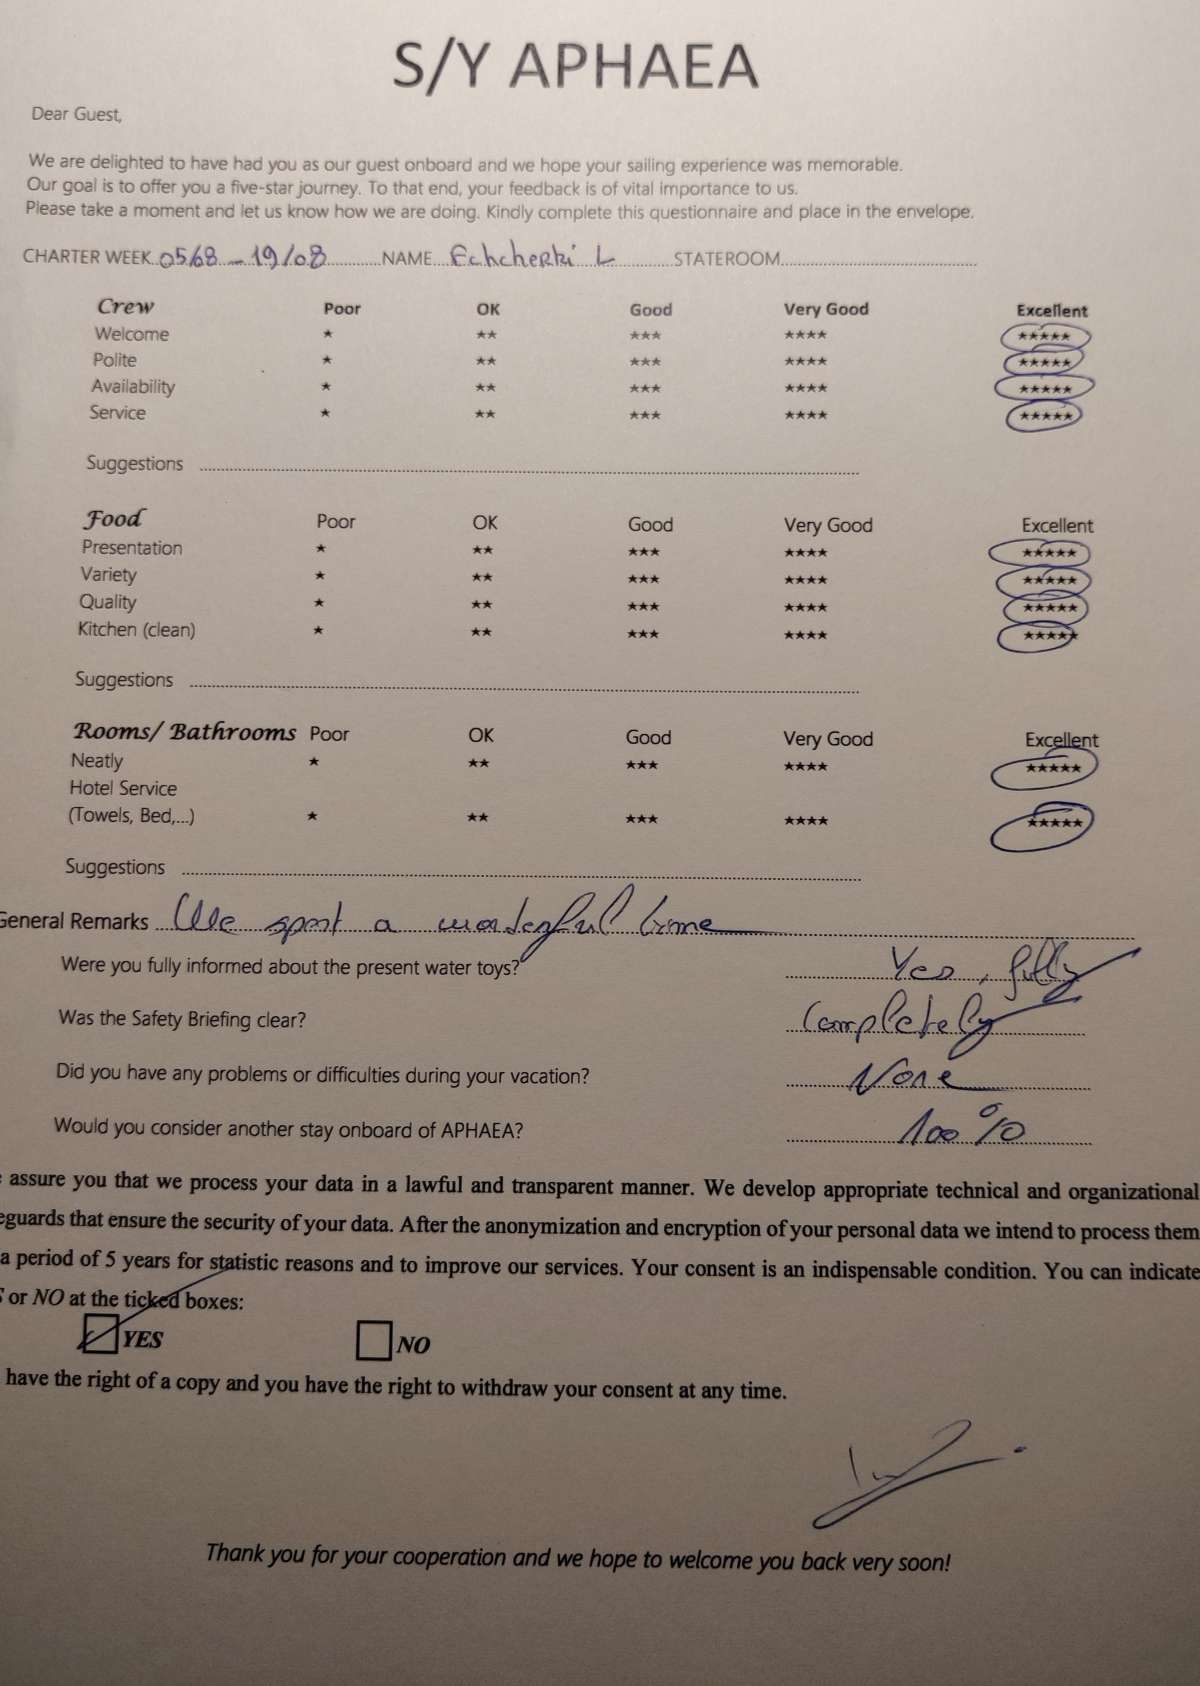 S/Y APHAEA
Dear Guest,
We are delighted to have had you as our guest onboard and we hope your sailing experience was memorable.
Our goal is to offer you a five-star journey. To that end, your feedback is of vital importance to us.
Please take a moment and let us know how we are doing. Kindly complete this questionnaire and place in the envelope.
CHARTER WEEK 05/68 - 19/08 NAME Echcherki L STATEROOM
Crew Poor OK Good Very Good Excellent
Welcome ★ ★★ ★★★ ★★★★ ★★★★★
Polite ★ ★★ ★★★ ★★★★ ★★★★★
Availability ★ ★★ ★★★ ★★★★ ★★★★★
Service ★ ★★ ★★★ ★★★★ ★★★★★
Suggestions
Food Poor OK Good Very Good Excellent
Presentation ★ ★★ ★★★ ★★★★ ★★★★★
Variety ★ ★★ ★★★ ★★★★ ★★★★★
Quality ★ ★★ ★★★ ★★★★ ★★★★★
Kitchen (clean) ★ ★★ ★★★ ★★★★ ★★★★★
Suggestions
Rooms/ Bathrooms Poor OK Good Very Good Excellent
Neatly ★ ★★ ★★★ ★★★★ ★★★★★
Hotel Service
(Towels, Bed,...) ★ ★★ ★★★ ★★★★ ★★★★★
Suggestions
General Remarks We spent a wonderful time
Were you fully informed about the present water toys? Yes, fully
Was the Safety Briefing clear? Completely
Did you have any problems or difficulties during your vacation? None
Would you consider another stay onboard of APHAEA? 100%
assure you that we process your data in a lawful and transparent manner. We develop appropriate technical and organizational
eguards that ensure the security of your data. After the anonymization and encryption of your personal data we intend to process them
a period of 5 years for statistic reasons and to improve our services. Your consent is an indispensable condition. You can indicate
S or NO at the ticked boxes:
YES NO
have the right of a copy and you have the right to withdraw your consent at any time.
Thank you for your cooperation and we hope to welcome you back very soon!